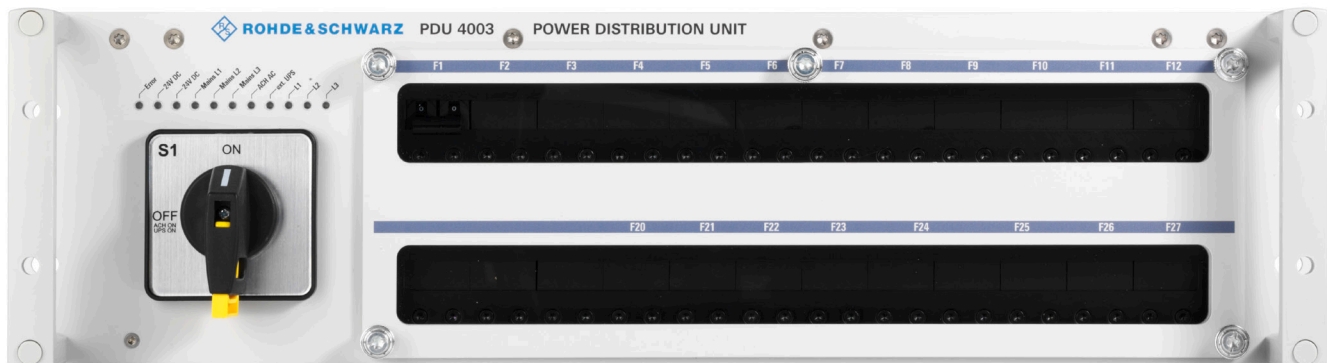 ROHDE&SCHWARZ PDU 4003 POWER DISTRIBUTION UNIT
Error
24V DC
24V DC
Mains L1
Mains L2
Mains L3
ACH AC
ext. UPS
L1
L2
L3
F1 F2 F3 F4 F5 F6 F7 F8 F9 F10 F11 F12
S1
ON
OFF
ACH ON
UPS ON
F20 F21 F22 F23 F24 F25 F26 F27